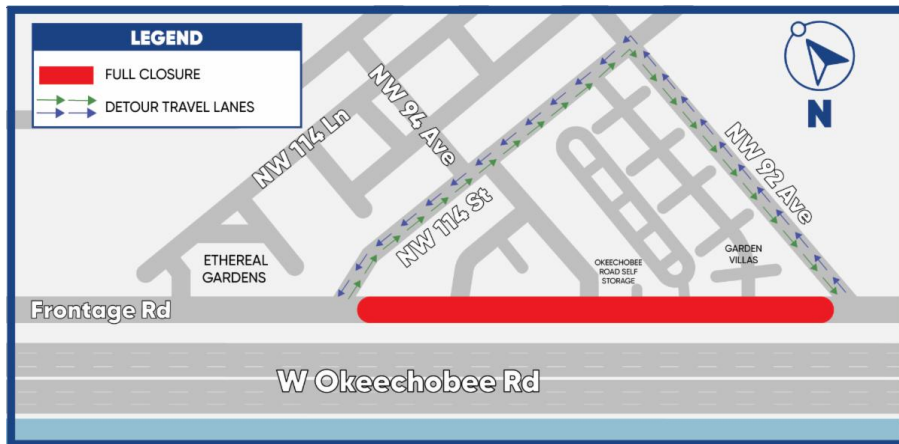 LEGEND
FULL CLOSURE
DETOUR TRAVEL LANES
N
NW 114 Ln
NW 94 Ave
NW 114 St
NW 92 Ave
ETHEREAL
GARDENS
OKEECHOBEE
ROAD SELF
STORAGE
GARDEN
VILLAS
Frontage Rd
W Okeechobee Rd